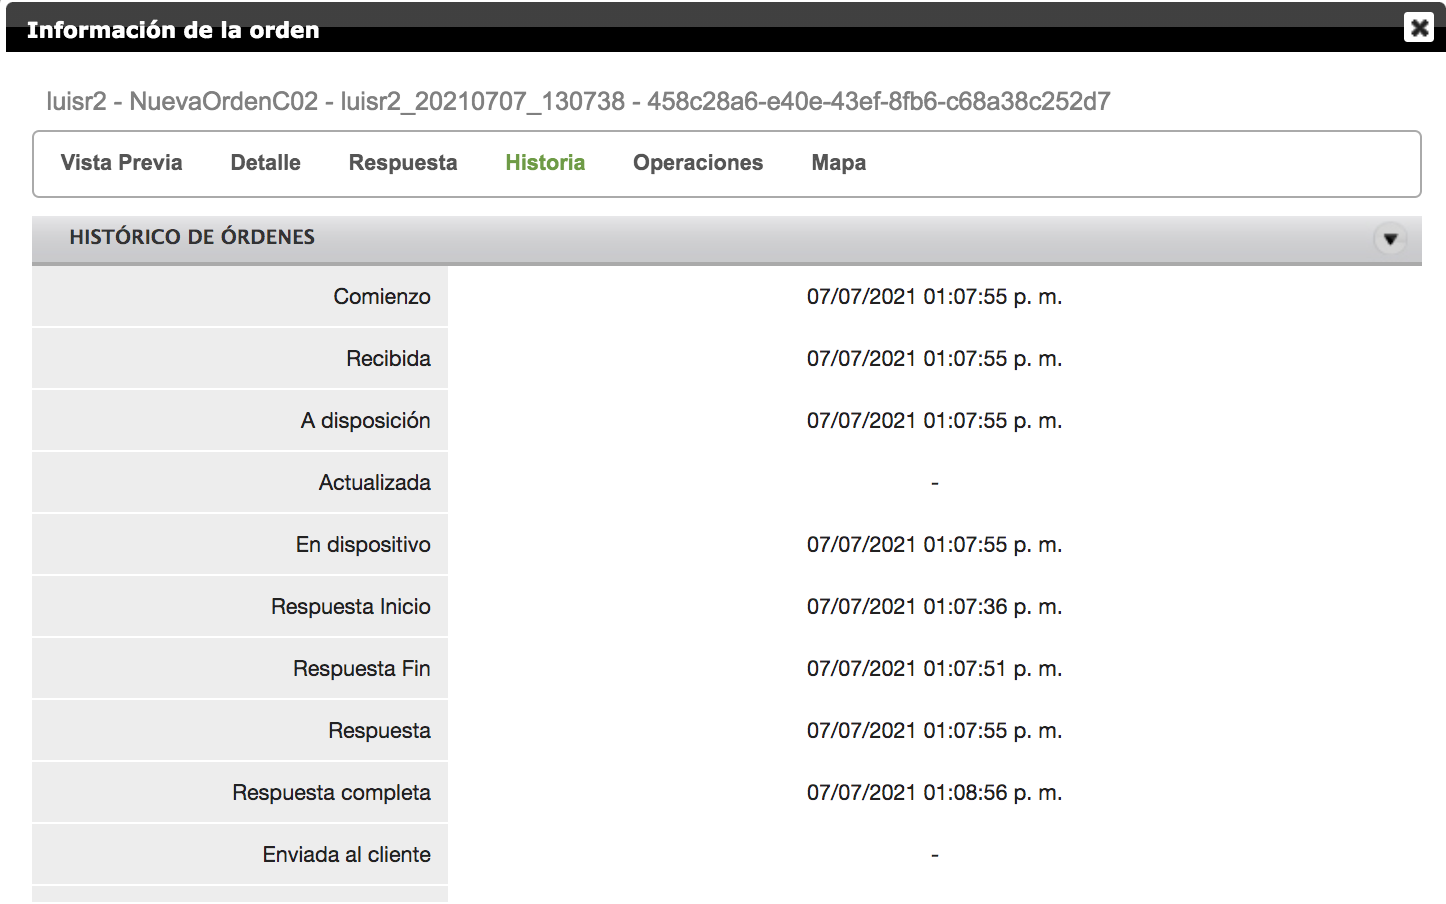 Información de la orden
luisr2 - NuevaOrdenC02 - luisr2_20210707_130738 - 458c28a6-e40e-43ef-8fb6-c68a38c252d7
Vista Previa Detalle Respuesta Historia Operaciones Mapa
HISTÓRICO DE ÓRDENES
Comienzo 07/07/2021 01:07:55 p. m.
Recibida 07/07/2021 01:07:55 p. m.
A disposición 07/07/2021 01:07:55 p. m.
Actualizada -
En dispositivo 07/07/2021 01:07:55 p. m.
Respuesta Inicio 07/07/2021 01:07:36 p. m.
Respuesta Fin 07/07/2021 01:07:51 p. m.
Respuesta 07/07/2021 01:07:55 p. m.
Respuesta completa 07/07/2021 01:08:56 p. m.
Enviada al cliente -